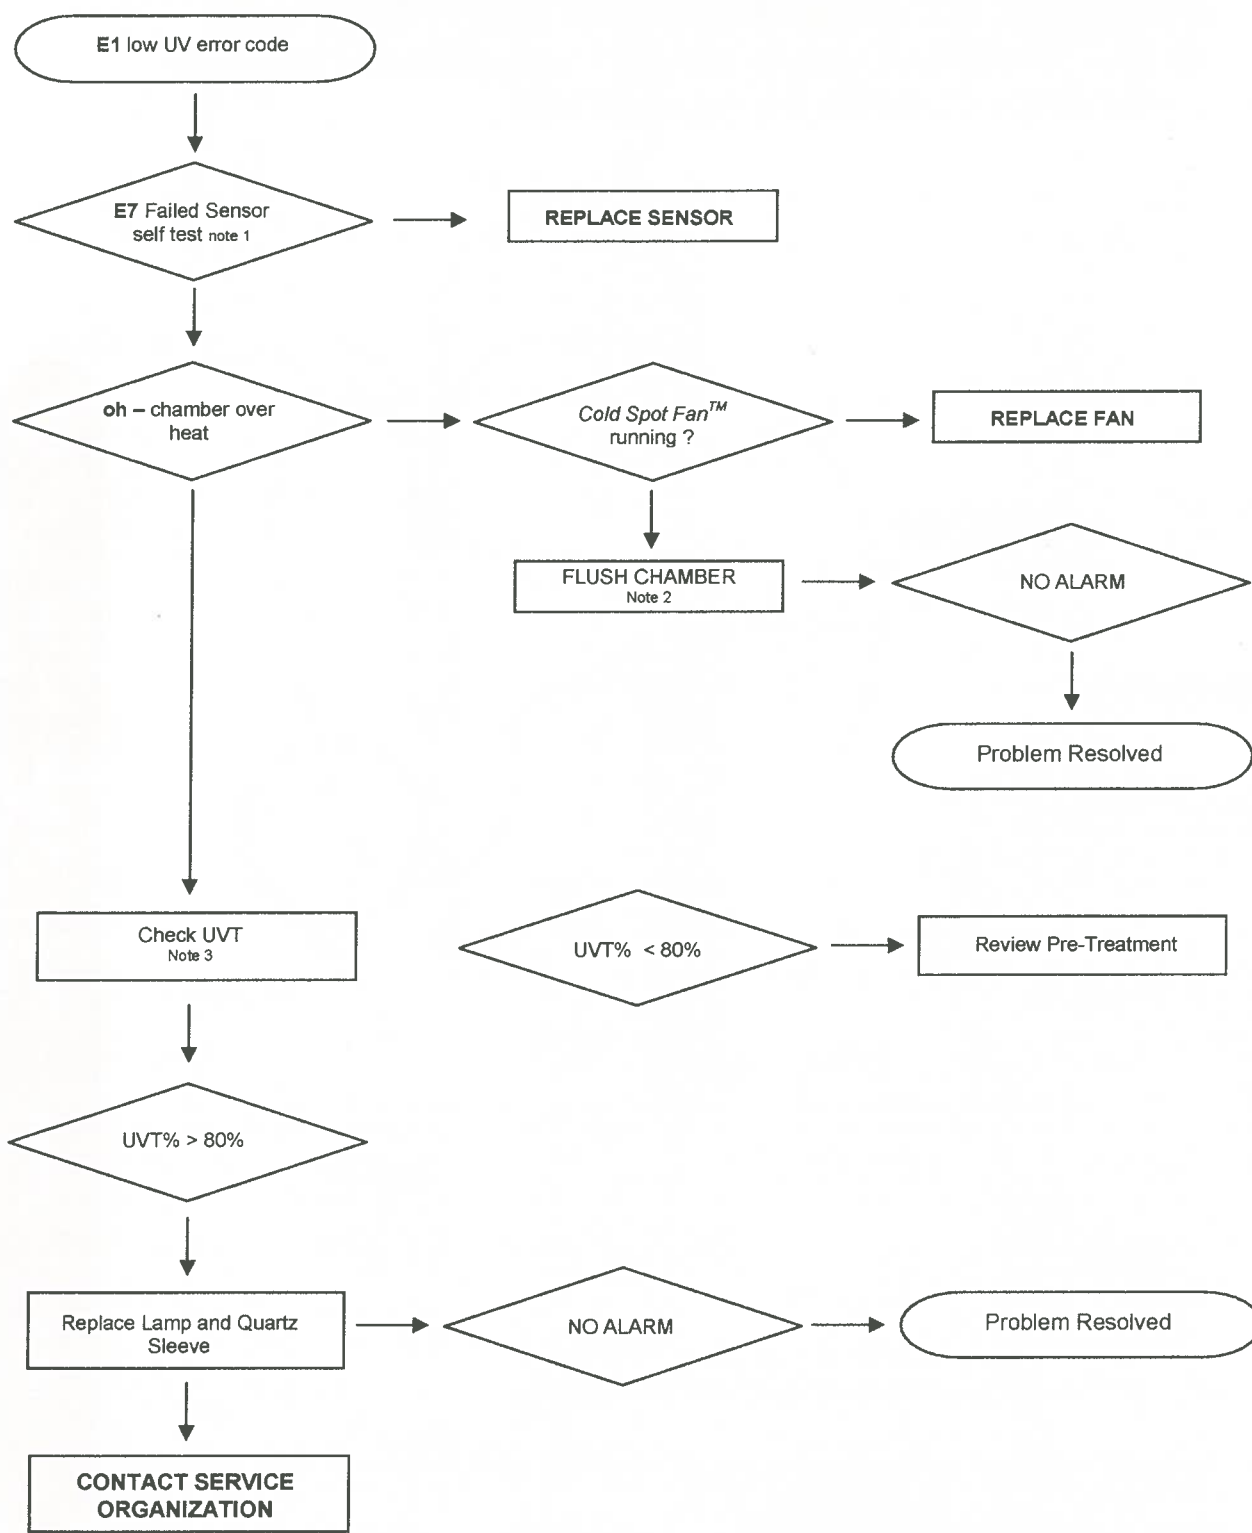 E1 low UV error code
E7 Failed Sensor
self test note 1
REPLACE SENSOR
oh – chamber over
heat
Cold Spot Fan™
running ?
REPLACE FAN
FLUSH CHAMBER
Note 2
NO ALARM
Problem Resolved
Check UVT
Note 3
UVT% < 80%
Review Pre-Treatment
UVT% > 80%
Replace Lamp and Quartz
Sleeve
NO ALARM
Problem Resolved
CONTACT SERVICE
ORGANIZATION